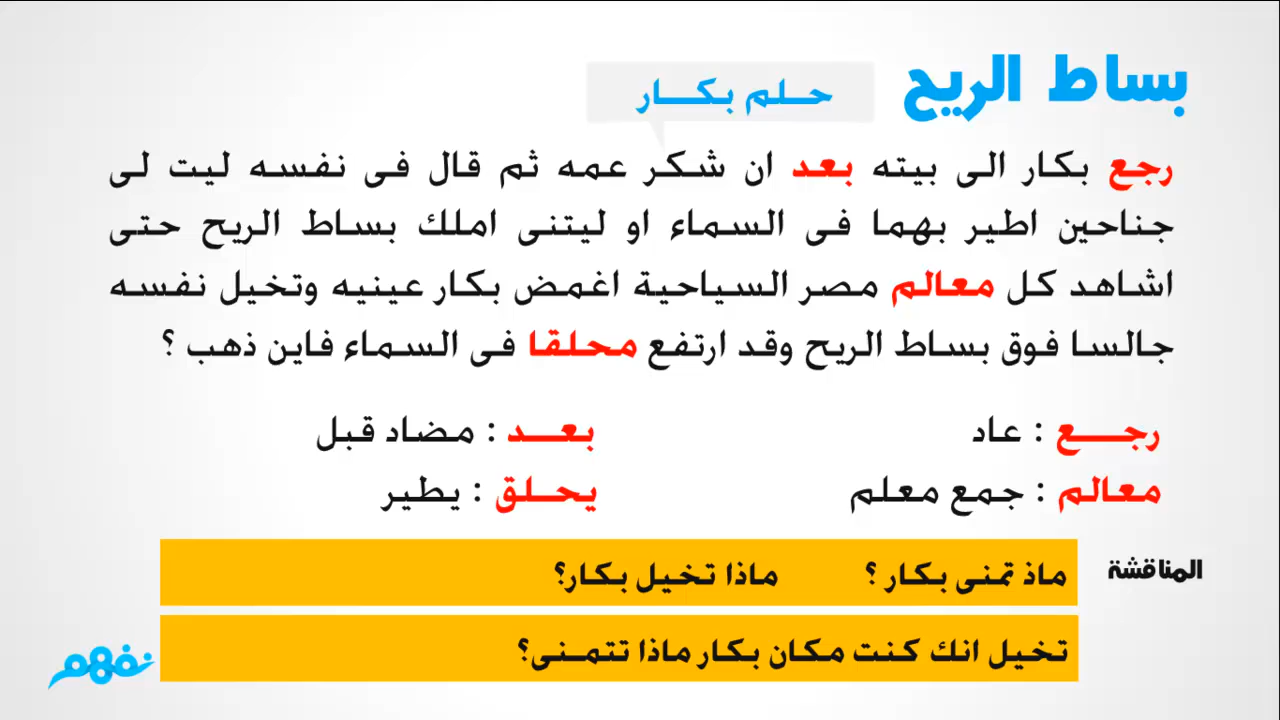 بساط الريح
حلم بكار
رجع بكار الى بيته بعد ان شكر عمه ثم قال فى نفسه ليت لى
جناحين اطير بهما فى السماء او ليتنى املك بساط الريح حتى
اشاهد كل معالم مصر السياحية اغمض بكار عينيه وتخيل نفسه
جالسا فوق بساط الريح وقد ارتفع محلقا فى السماء فاين ذهب ؟
رجع : عاد بعد : مضاد قبل
معالم : جمع معلم يحلق : يطير
المناقشة
ماذ تمنى بكار ؟ ماذا تخيل بكار؟
تخيل انك كنت مكان بكار ماذا تتمنى؟
نفهم